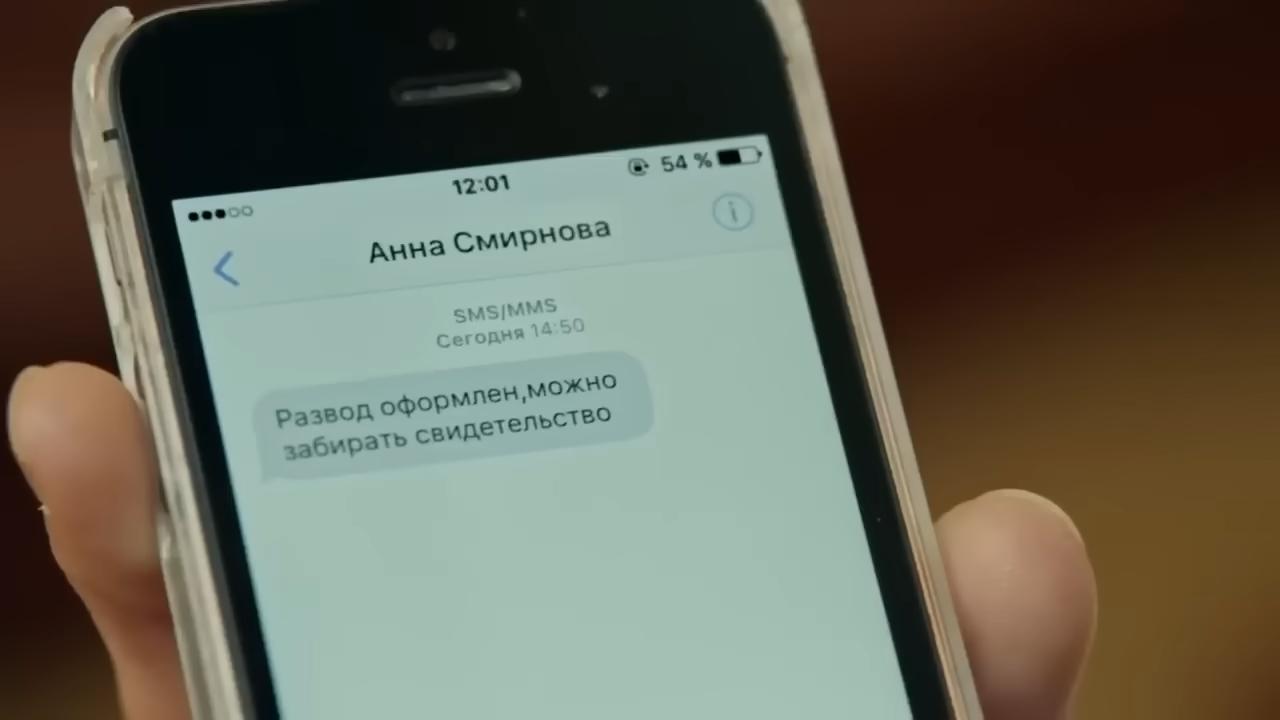 12:01
54 %
Анна Смирнова
SMS/MMS
Сегодня 14:50
Развод оформлен,можно
забирать свидетельство